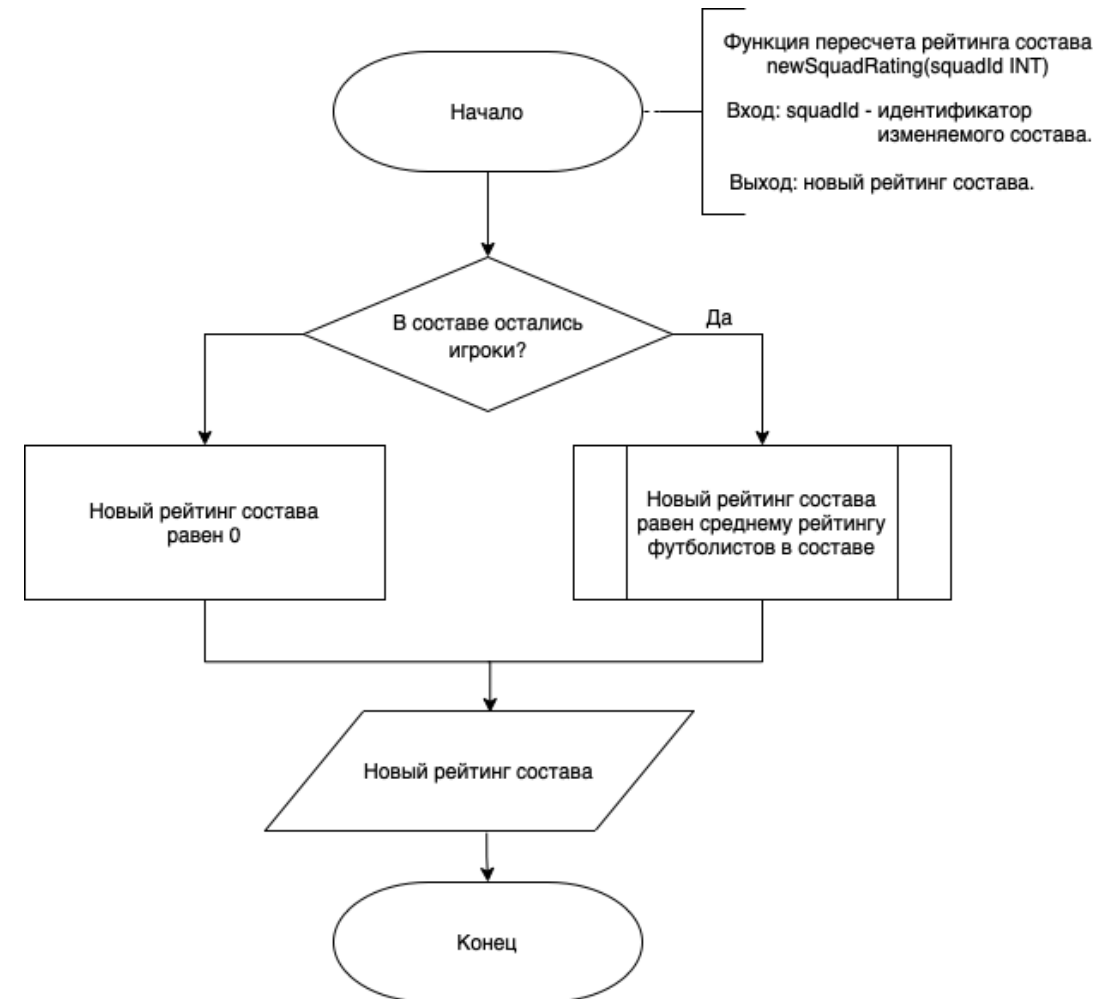 Функция пересчета рейтинга состава
newSquadRating(squadId INT)
Вход: squadId - идентификатор
изменяемого состава.
Выход: новый рейтинг состава.
Начало
В составе остались
игроки?
Да
Новый рейтинг состава
равен 0
Новый рейтинг состава
равен среднему рейтингу
футболистов в составе
Новый рейтинг состава
Конец